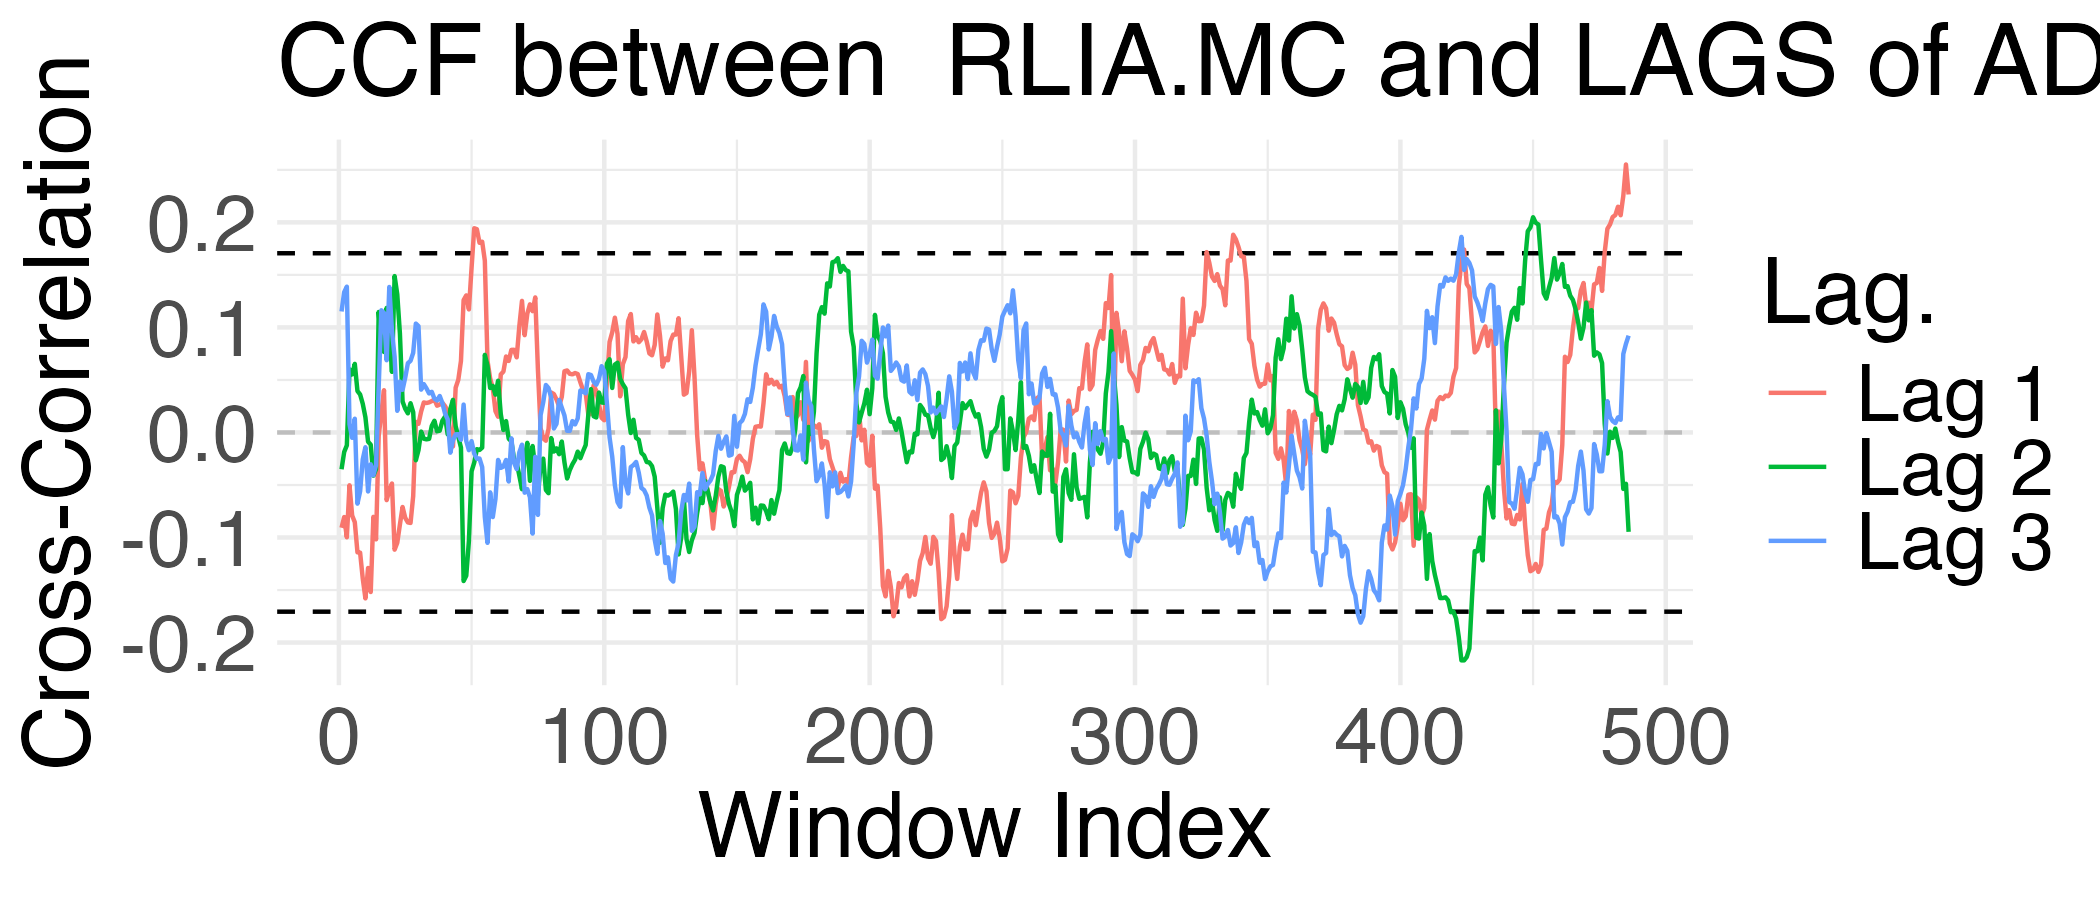 CCF between  RLIA.MC and LAGS of AD
Cross-Correlation
0.2
0.1
0.0
-0.1
-0.2
0 100 200 300 400 500
Window Index
Lag.
Lag 1
Lag 2
Lag 3